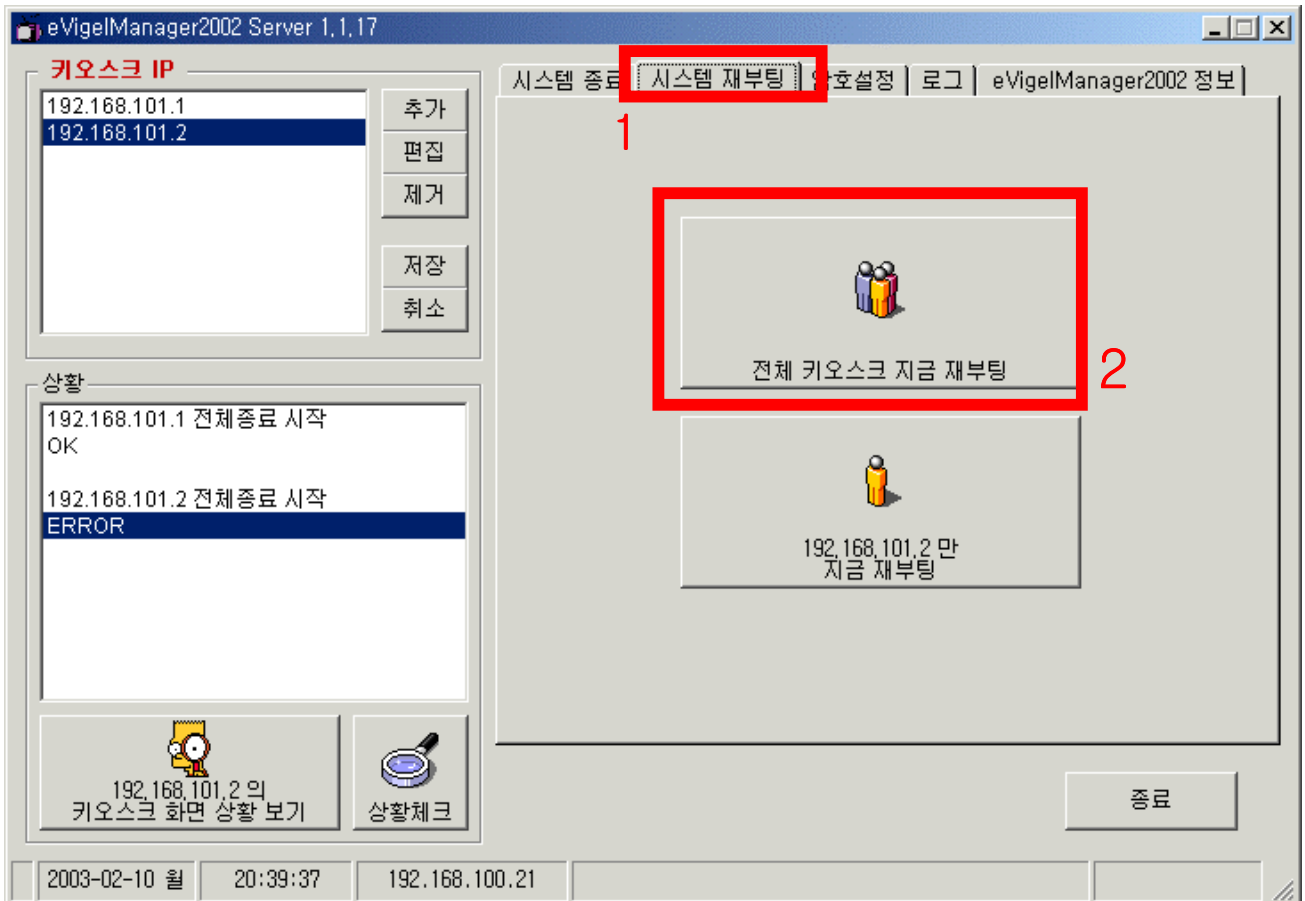 eVigelManager2002 Server 1,1,17
키오스크 IP
192.168.101.1
192.168.101.2
추가
편집
제거
저장
취소
상황
192.168.101.1 전체종료 시작
OK
192.168.101.2 전체종료 시작
ERROR
192,168,101,2 의
키오스크 화면 상황 보기
상황체크
시스템 종료 시스템 재부팅 암호설정 로그 eVigelManager2002 정보
1
전체 키오스크 지금 재부팅
2
192,168,101,2 만
지금 재부팅
종료
2003-02-10 월 20:39:37 192.168.100.21